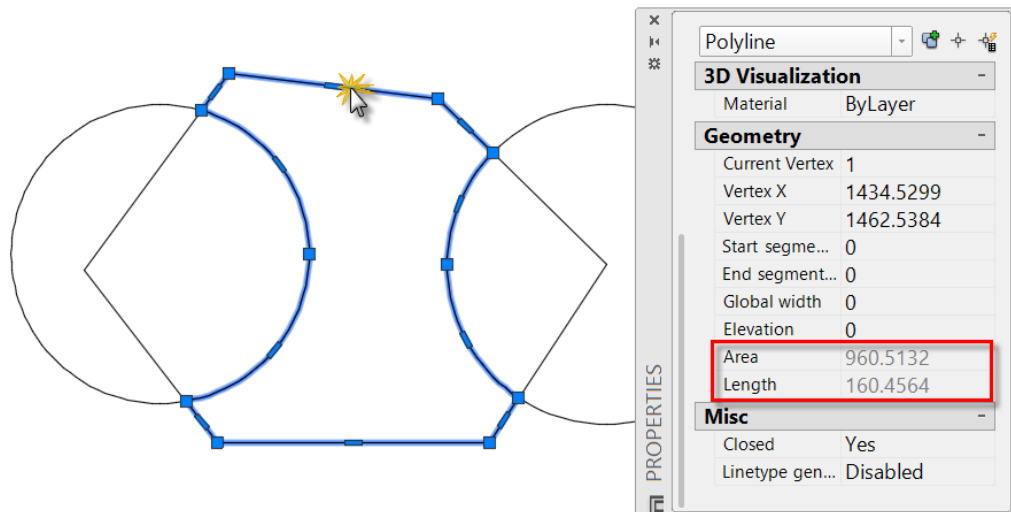 Polyline
3D Visualization
Material ByLayer
Geometry
Current Vertex 1
Vertex X 1434.5299
Vertex Y 1462.5384
Start segme... 0
End segment... 0
Global width 0
Elevation 0
Area 960.5132
Length 160.4564
Misc
Closed Yes
Linetype gen... Disabled
PROPERTIES